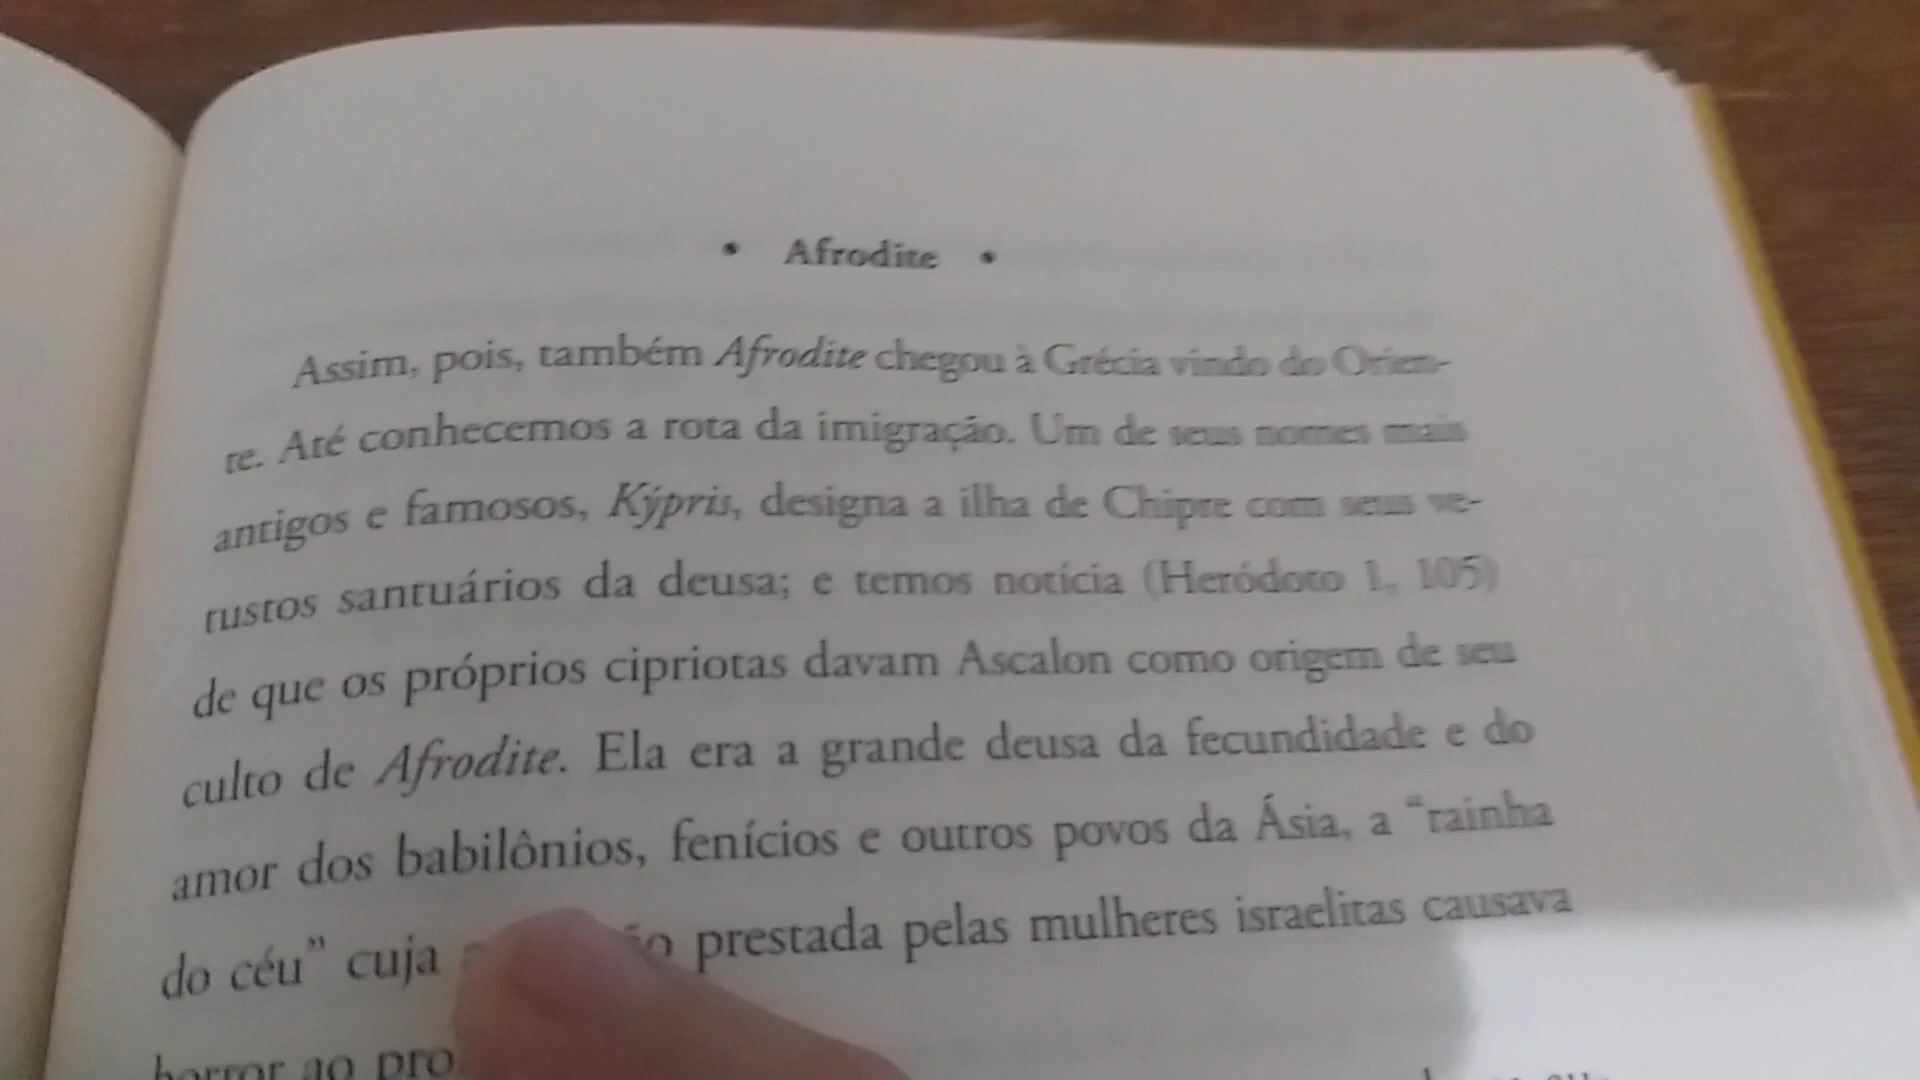 • Afrodite •
Assim, pois, também Afrodite chegou à Grécia vindo do Orien-
te. Até conhecemos a rota da imigração. Um de seus nomes mais
antigos e famosos, Kýpris, designa a ilha de Chipre com seus ve-
tustos santuários da deusa; e temos notícia (Heródoto 1, 105)
de que os próprios cipriotas davam Ascalon como origem de seu
culto de Afrodite. Ela era a grande deusa da fecundidade e do
amor dos babilônios, fenícios e outros povos da Ásia, a “rainha
do céu” cuja prestada pelas mulheres israelitas causava
horror ao